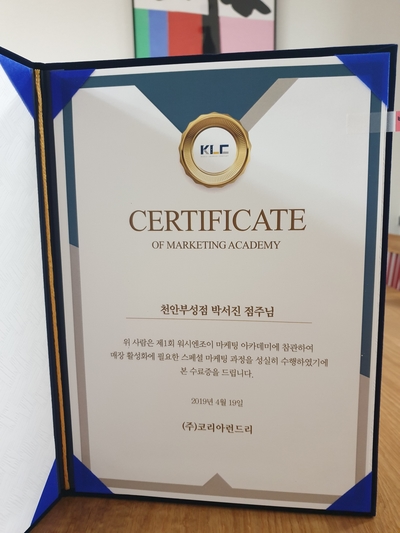 KLC
CERTIFICATE
OF MARKETING ACADEMY
천안부성점 박서진 점주님
위 사람은 제1회 워시엔조이 마케팅 아카데미에 참관하여
매장 활성화에 필요한 스페셜 마케팅 과정을 성실히 수행하였기에
본 수료증을 드립니다.
2019년 4월 19일
(주)코리아런드리